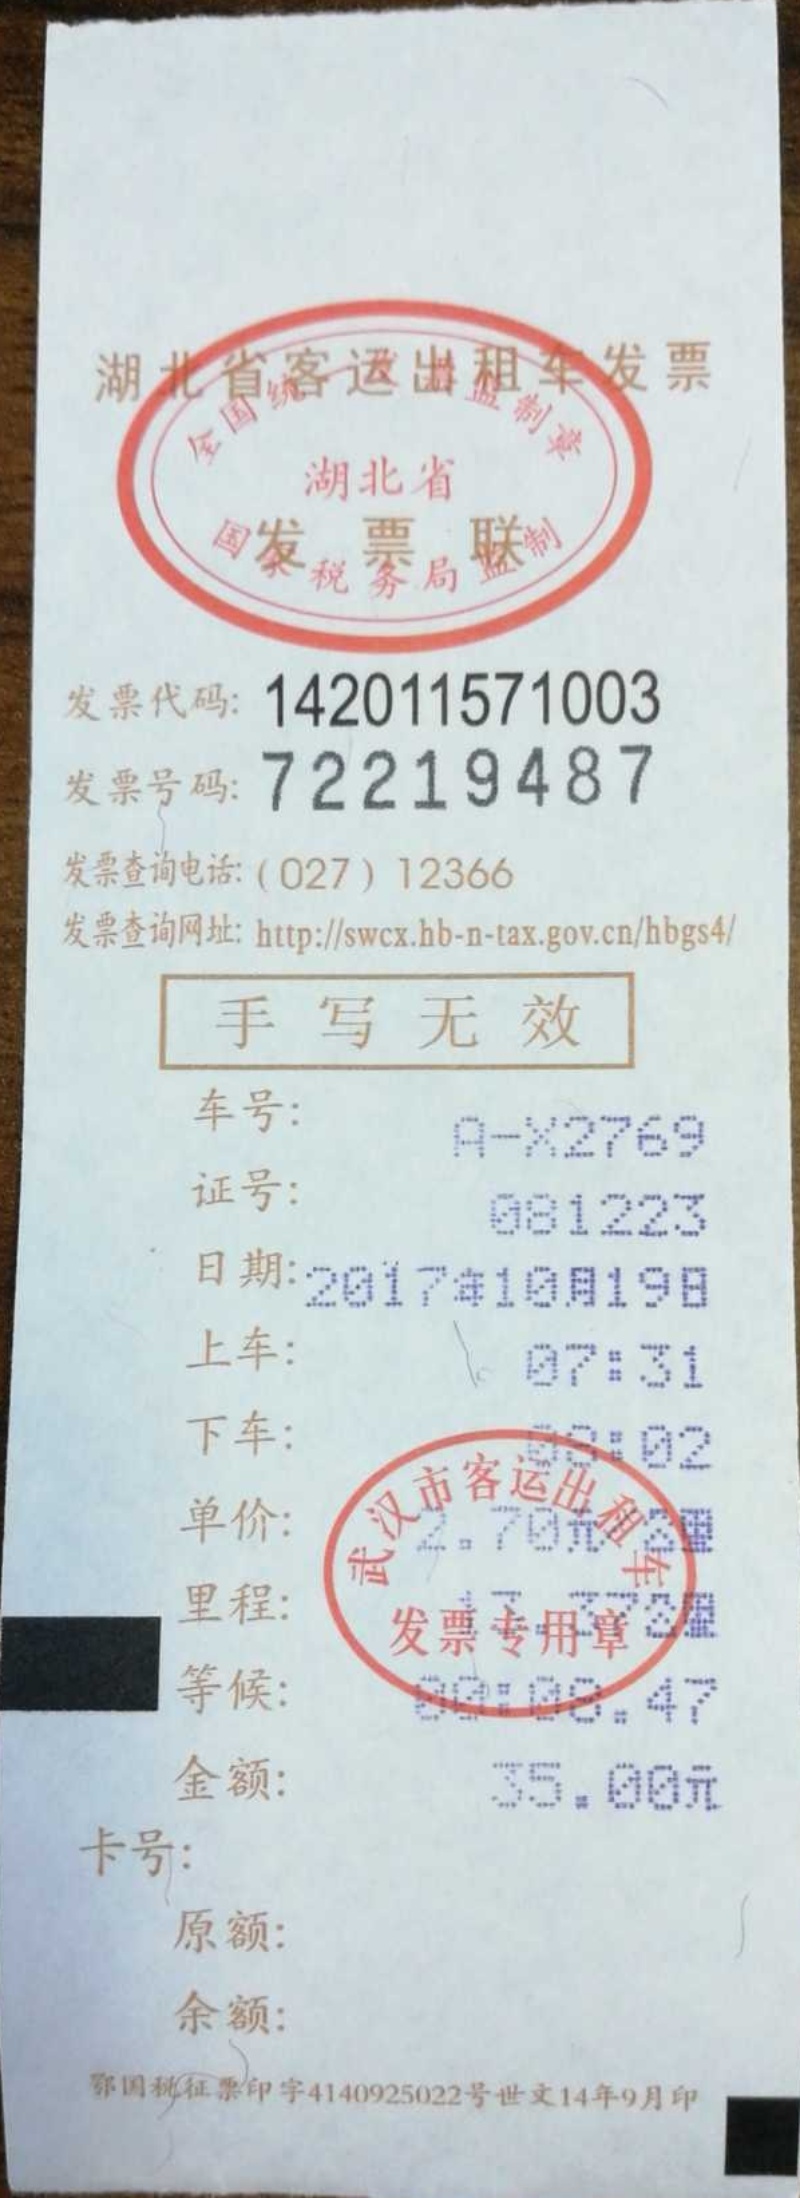 湖北省客运出租车发票
全国统一发票监制章
湖北省
发票联
国家税务局监制
发票代码: 142011571003
发票号码: 72219487
发票查询电话: (027) 12366
发票查询网址: http://swcx.hb-n-tax.gov.cn/hbgs4/
手写无效
车号: A-X2769
证号: 081223
日期: 2017年10月19日
上车: 07:31
下车: 08:02
单价: 2.70元/公里
武汉市客运出租车
里程: 公里
发票专用章
等候: 00:08.47
金额: 35.00元
卡号:
原额:
余额:
鄂国税征票印字4140925022号世文14年9月印